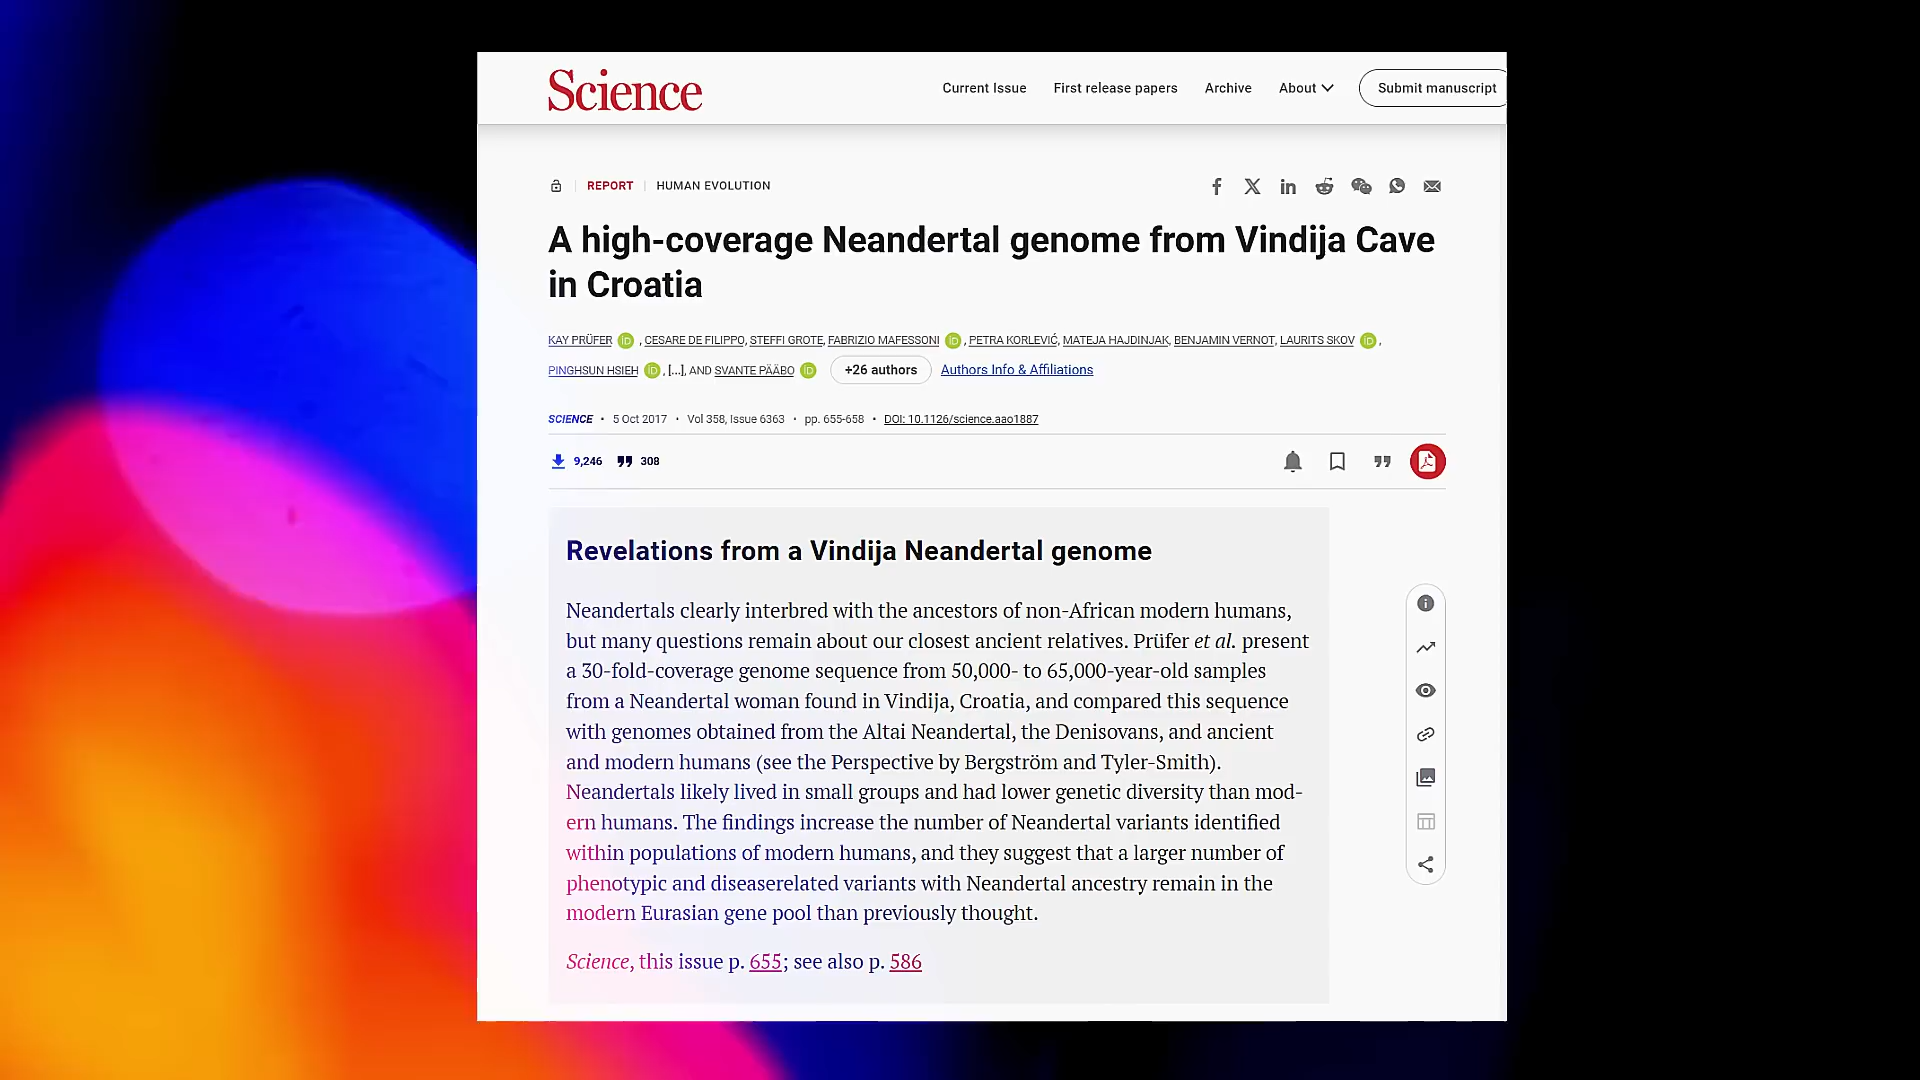 Science
Current Issue First release papers Archive About Submit manuscript
REPORT HUMAN EVOLUTION
A high-coverage Neandertal genome from Vindija Cave
in Croatia
KAY PRÜFER iD , CESARE DE FILIPPO, STEFFI GROTE, FABRIZIO MAFESSONI iD , PETRA KORLEVIĆ, MATEJA HAJDINJAK, BENJAMIN VERNOT, LAURITS SKOV iD ,
PINGHSUN HSIEH iD , [...], AND SVANTE PÄÄBO iD +26 authors Authors Info & Affiliations
SCIENCE • 5 Oct 2017 • Vol 358, Issue 6363 • pp. 655-658 • DOI: 10.1126/science.aao1887
9,246 308
Revelations from a Vindija Neandertal genome
Neandertals clearly interbred with the ancestors of non-African modern humans,
but many questions remain about our closest ancient relatives. Prüfer et al. present
a 30-fold-coverage genome sequence from 50,000- to 65,000-year-old samples
from a Neandertal woman found in Vindija, Croatia, and compared this sequence
with genomes obtained from the Altai Neandertal, the Denisovans, and ancient
and modern humans (see the Perspective by Bergström and Tyler-Smith).
Neandertals likely lived in small groups and had lower genetic diversity than mod-
ern humans. The findings increase the number of Neandertal variants identified
within populations of modern humans, and they suggest that a larger number of
phenotypic and diseaserelated variants with Neandertal ancestry remain in the
modern Eurasian gene pool than previously thought.
Science, this issue p. 655; see also p. 586